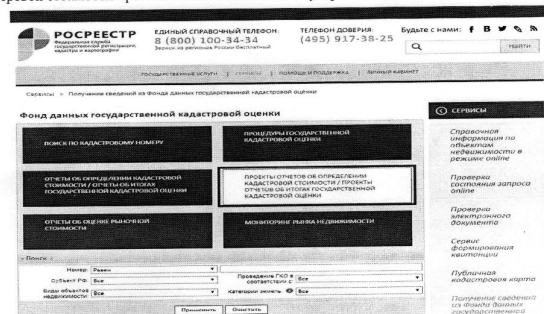 РОСРЕЕСТР
Федеральная служба
государственной регистрации,
кадастра и картографии
ЕДИНЫЙ СПРАВОЧНЫЙ ТЕЛЕФОН:
8 (800) 100-34-34
Звонки из регионов России бесплатный
ТЕЛЕФОН ДОВЕРИЯ:
(495) 917-38-25
Будьте с нами:
НАЙТИ
ГОСУДАРСТВЕННЫЕ УСЛУГИ | СЕРВИСЫ | ПОМОЩЬ И ПОДДЕРЖКА | ЛИЧНЫЙ КАБИНЕТ
Сервисы » Получение сведений из Фонда данных государственной кадастровой оценки
Фонд данных государственной кадастровой оценки
ПОИСК ПО КАДАСТРОВОМУ НОМЕРУ
ПРОЦЕДУРЫ ГОСУДАРСТВЕННОЙ
КАДАСТРОВОЙ ОЦЕНКИ
ОТЧЕТЫ ОБ ОПРЕДЕЛЕНИИ КАДАСТРОВОЙ
СТОИМОСТИ / ОТЧЕТЫ ОБ ИТОГАХ
ГОСУДАРСТВЕННОЙ КАДАСТРОВОЙ ОЦЕНКИ
ПРОЕКТЫ ОТЧЕТОВ ОБ ОПРЕДЕЛЕНИИ
КАДАСТРОВОЙ СТОИМОСТИ / ПРОЕКТЫ
ОТЧЕТОВ ОБ ИТОГАХ ГОСУДАРСТВЕННОЙ
КАДАСТРОВОЙ ОЦЕНКИ
ОТЧЕТЫ ОБ ОЦЕНКЕ РЫНОЧНОЙ
СТОИМОСТИ
МОНИТОРИНГ РЫНКА НЕДВИЖИМОСТИ
Поиск
Номер: Равен
Субъект РФ: Все
Проведение ГКО в
соответствии с: Все
Виды объектов
недвижимости: Все
Категории земель: Все
Применить Очистить
СЕРВИСЫ
Справочная
информация по
объектам
недвижимости в
режиме online
Проверка
состояния запроса
online
Проверка
электронного
документа
Сервис
формирования
квитанции
Публичная
кадастровая карта
Получение сведений
из Фонда данных
государственной